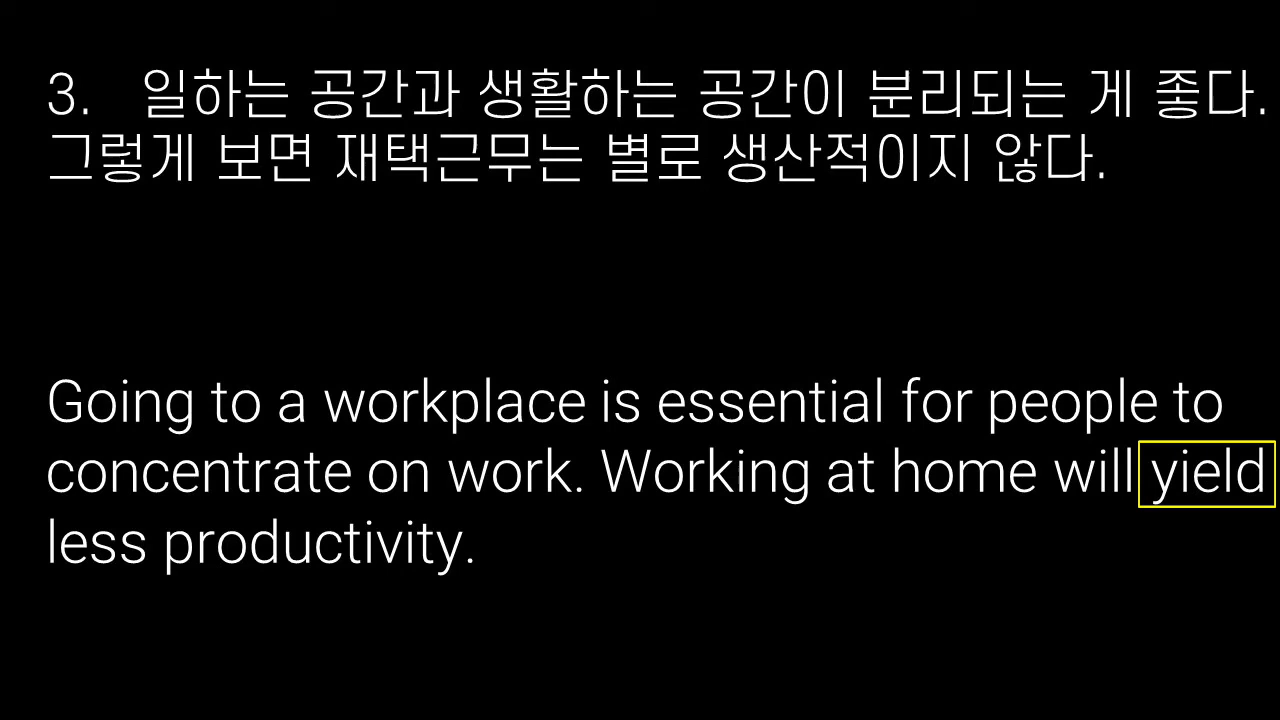 3. 일하는 공간과 생활하는 공간이 분리되는 게 좋다.
그렇게 보면 재택근무는 별로 생산적이지 않다.
Going to a workplace is essential for people to
concentrate on work. Working at home will yield
less productivity.